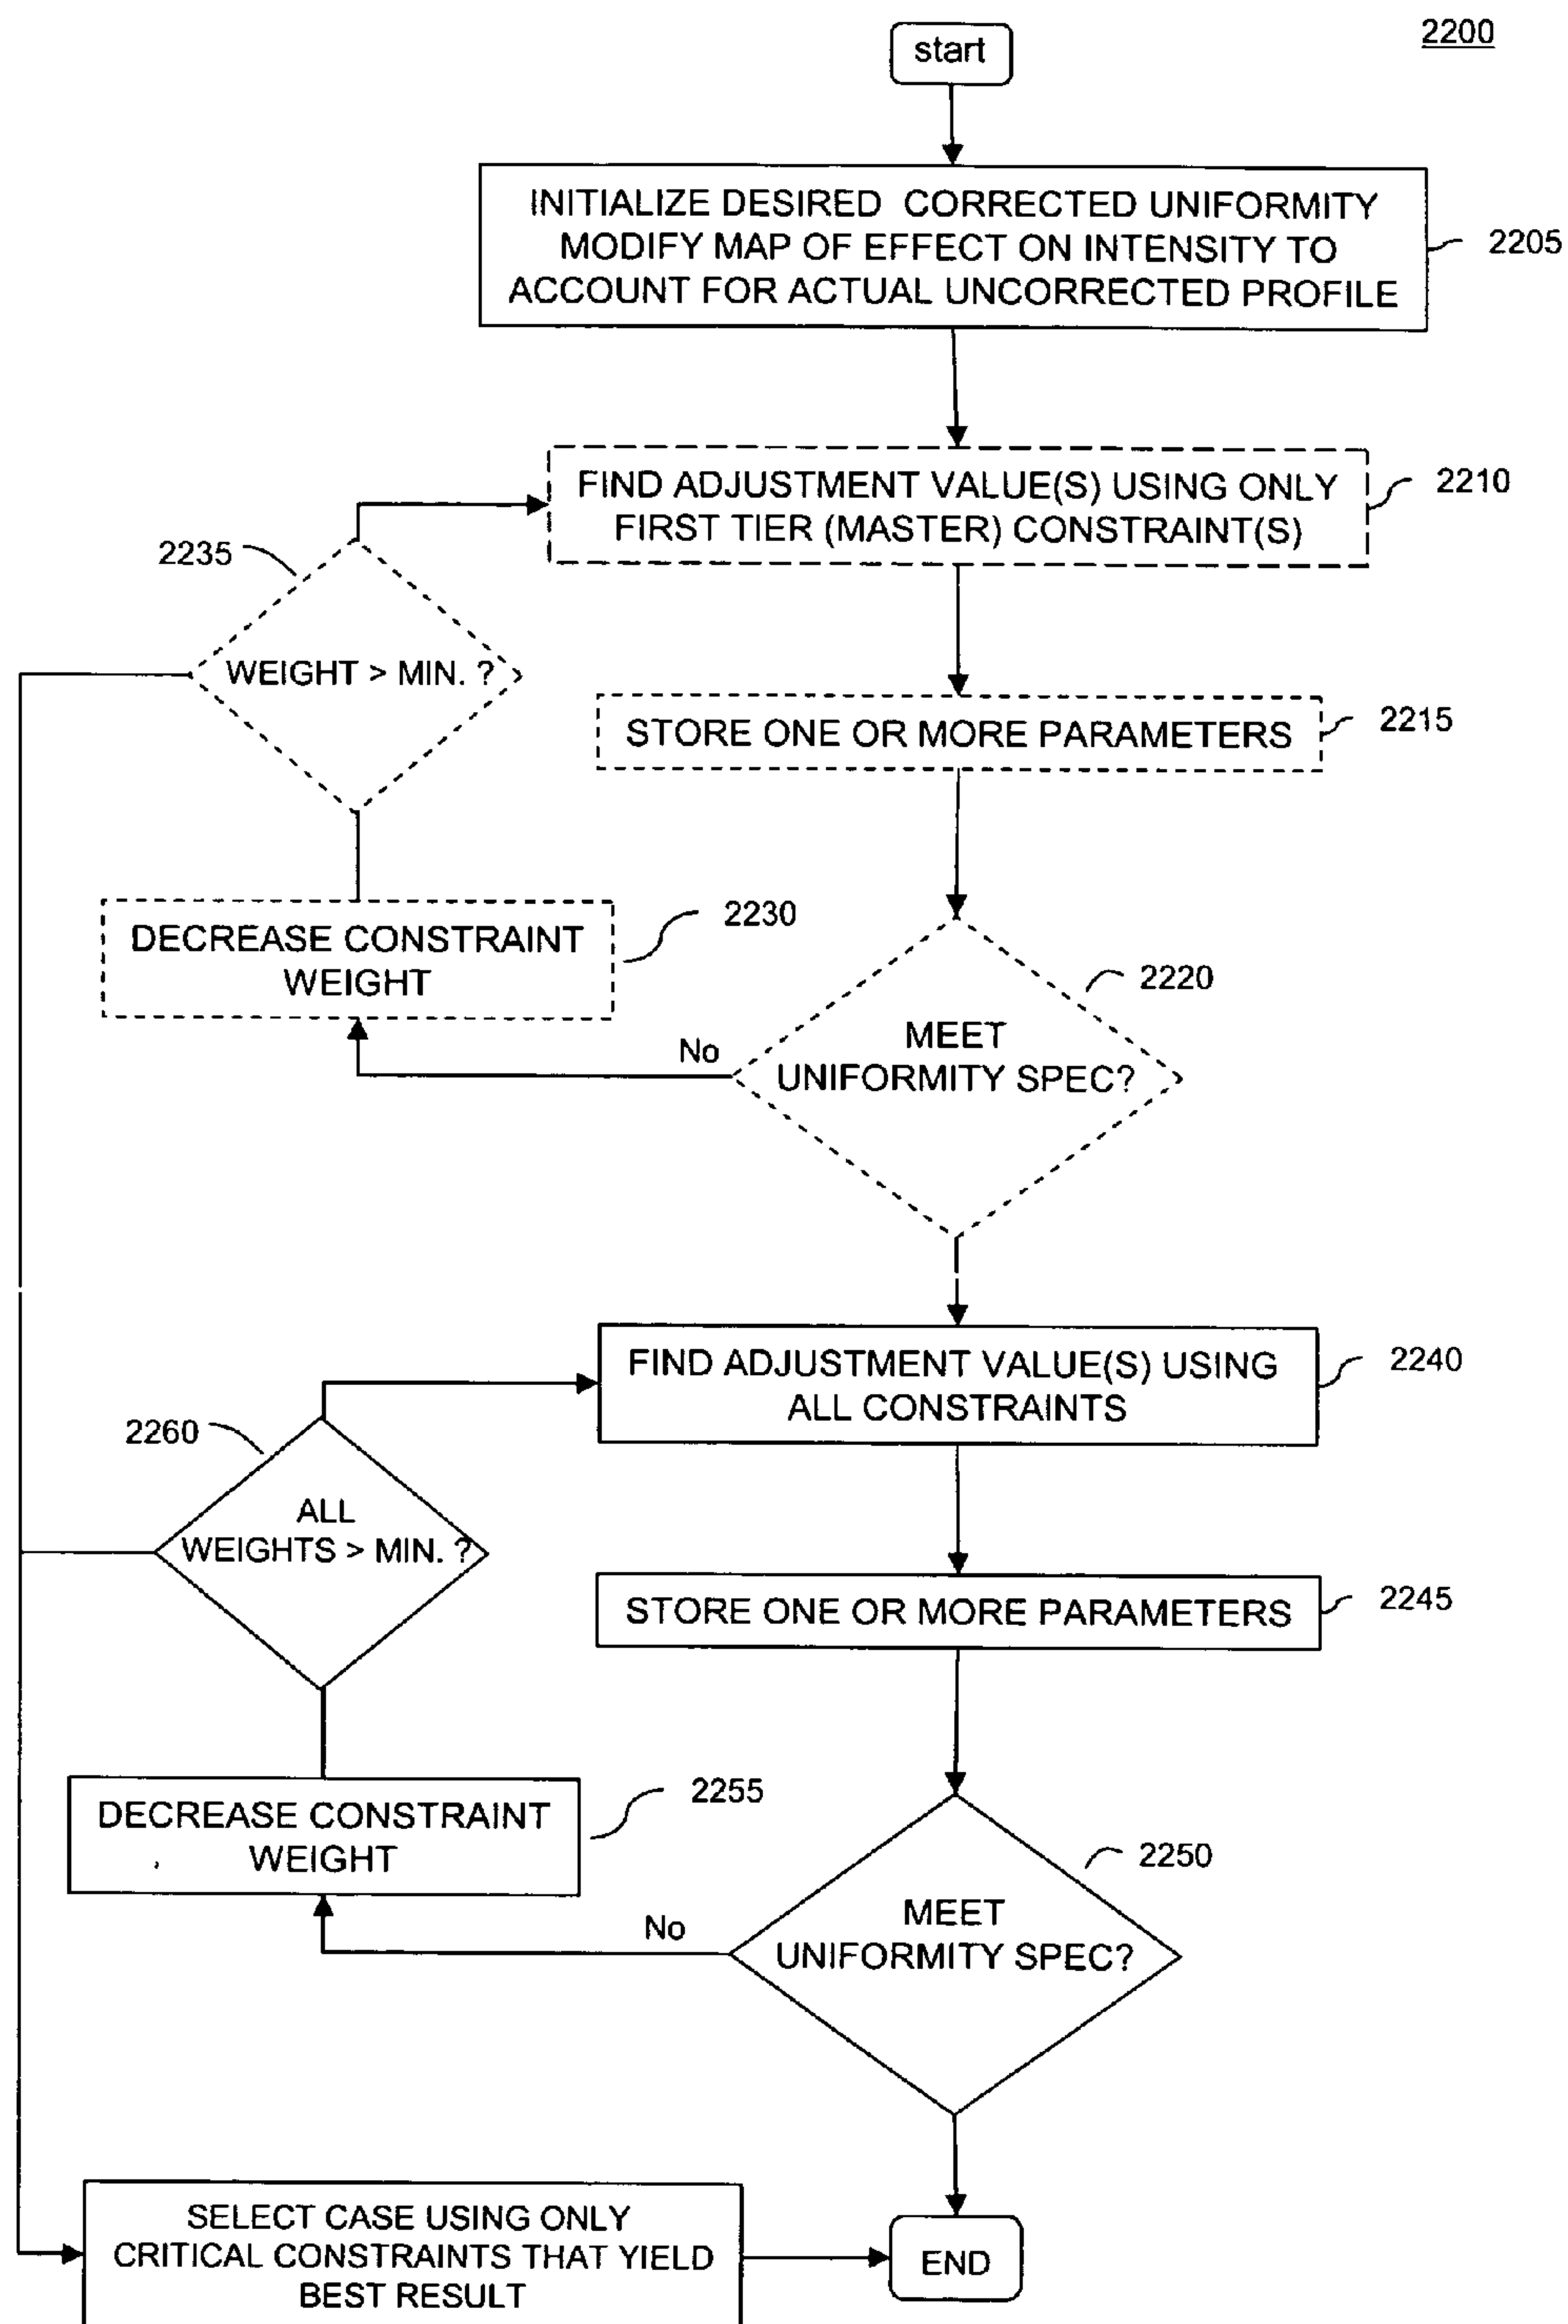 2200
start
INITIALIZE DESIRED CORRECTED UNIFORMITY
MODIFY MAP OF EFFECT ON INTENSITY TO
ACCOUNT FOR ACTUAL UNCORRECTED PROFILE
2205
FIND ADJUSTMENT VALUE(S) USING ONLY
FIRST TIER (MASTER) CONSTRAINT(S)
2210
2235
WEIGHT > MIN. ?
STORE ONE OR MORE PARAMETERS
2215
DECREASE CONSTRAINT
WEIGHT
2230
2220
MEET
UNIFORMITY SPEC?
No
FIND ADJUSTMENT VALUE(S) USING
ALL CONSTRAINTS
2240
2260
ALL
WEIGHTS > MIN. ?
STORE ONE OR MORE PARAMETERS
2245
DECREASE CONSTRAINT
WEIGHT
2255
2250
MEET
UNIFORMITY SPEC?
No
SELECT CASE USING ONLY
CRITICAL CONSTRAINTS THAT YIELD
BEST RESULT
END